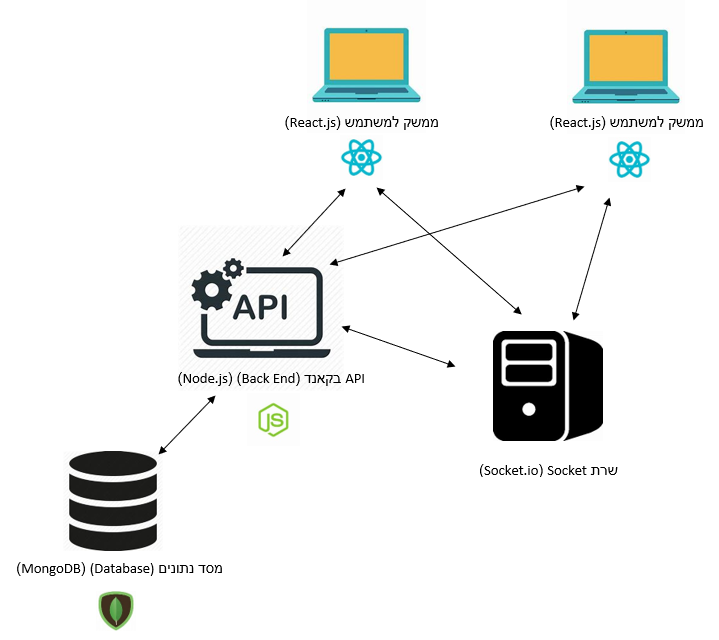 ממשק למשתמש (React.js)
ממשק למשתמש (React.js)
API
API בקאנד (Back End) (Node.js)
JS
שרת Socket (Socket.io)
מסד נתונים (Database) (MongoDB)